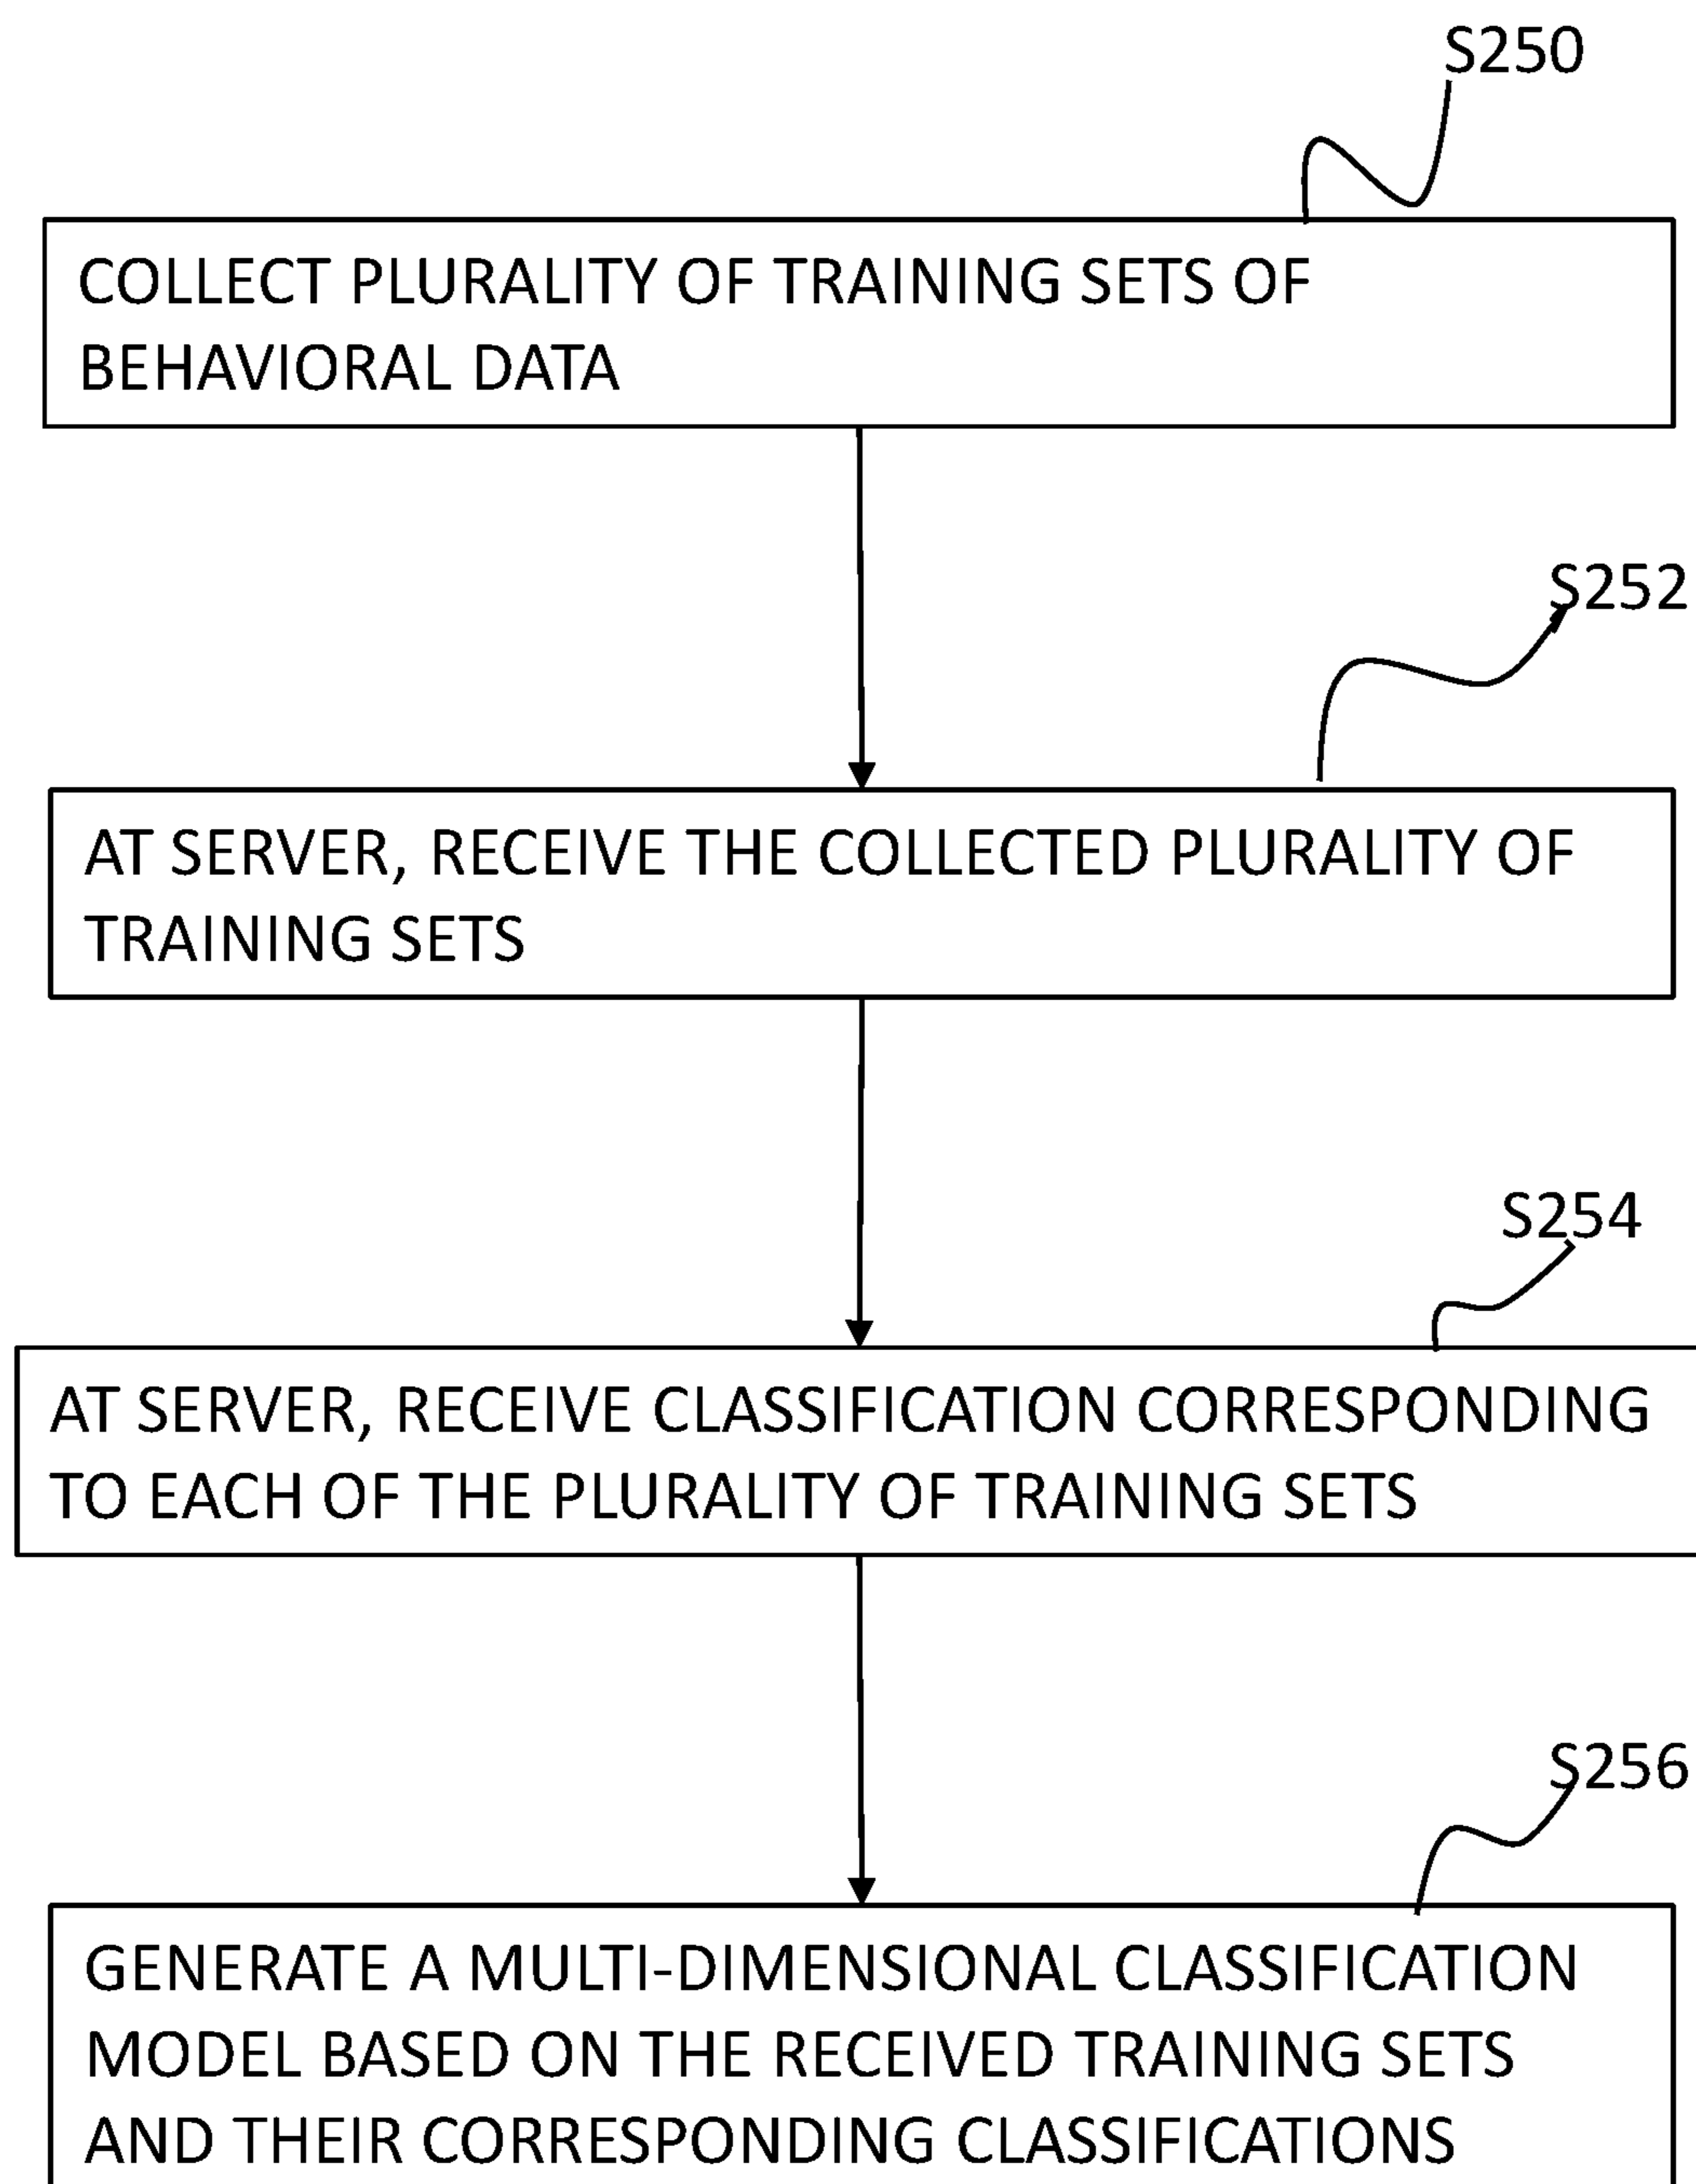 S250
COLLECT PLURALITY OF TRAINING SETS OF
BEHAVIORAL DATA
S252
AT SERVER, RECEIVE THE COLLECTED PLURALITY OF
TRAINING SETS
S254
AT SERVER, RECEIVE CLASSIFICATION CORRESPONDING
TO EACH OF THE PLURALITY OF TRAINING SETS
S256
GENERATE A MULTI-DIMENSIONAL CLASSIFICATION
MODEL BASED ON THE RECEIVED TRAINING SETS
AND THEIR CORRESPONDING CLASSIFICATIONS